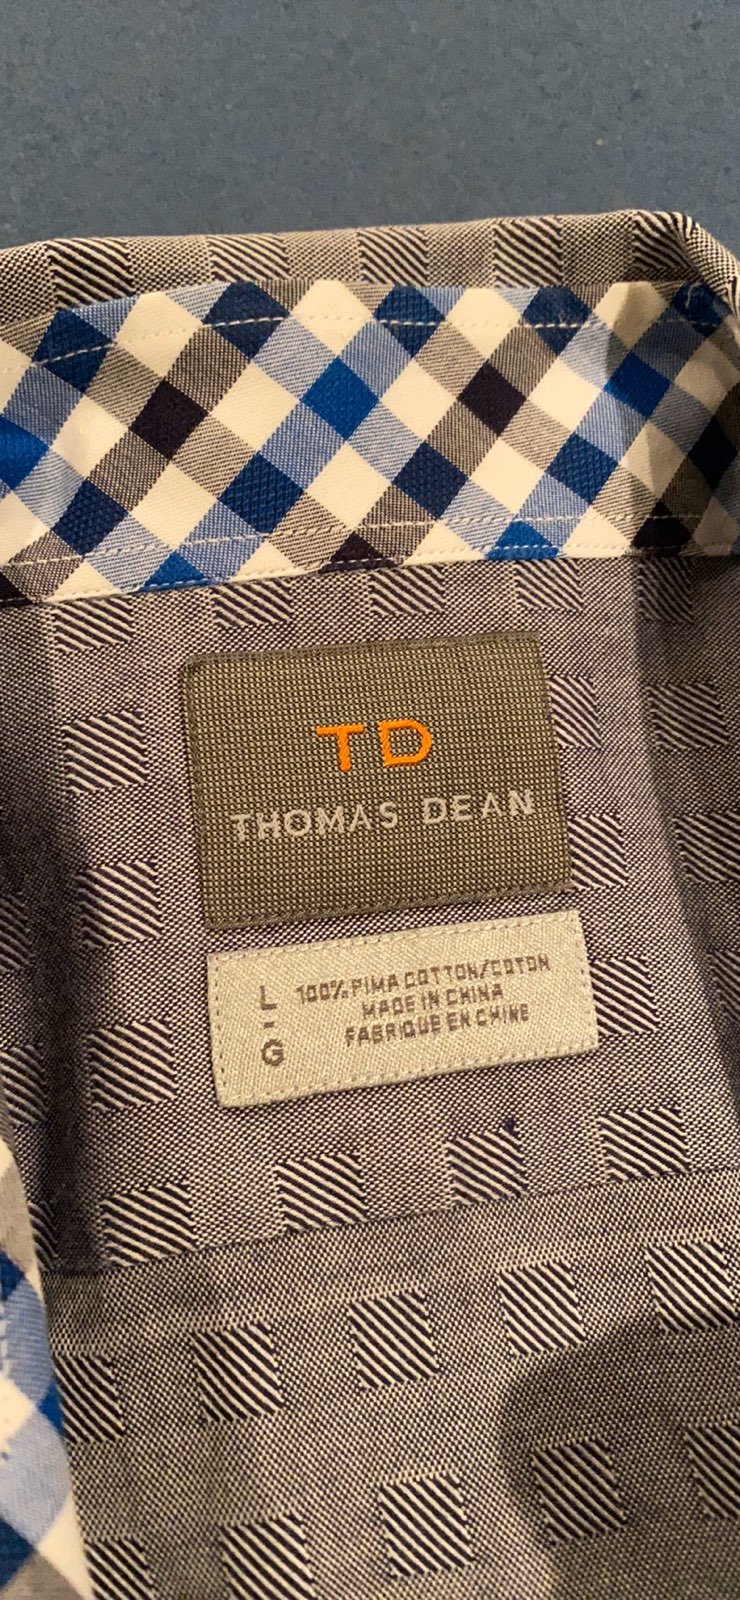 TD
THOMAS DEAN
L
-
G
100% PIMA COTTON/COTON
MADE IN CHINA
FABRIQUE EN CHINE